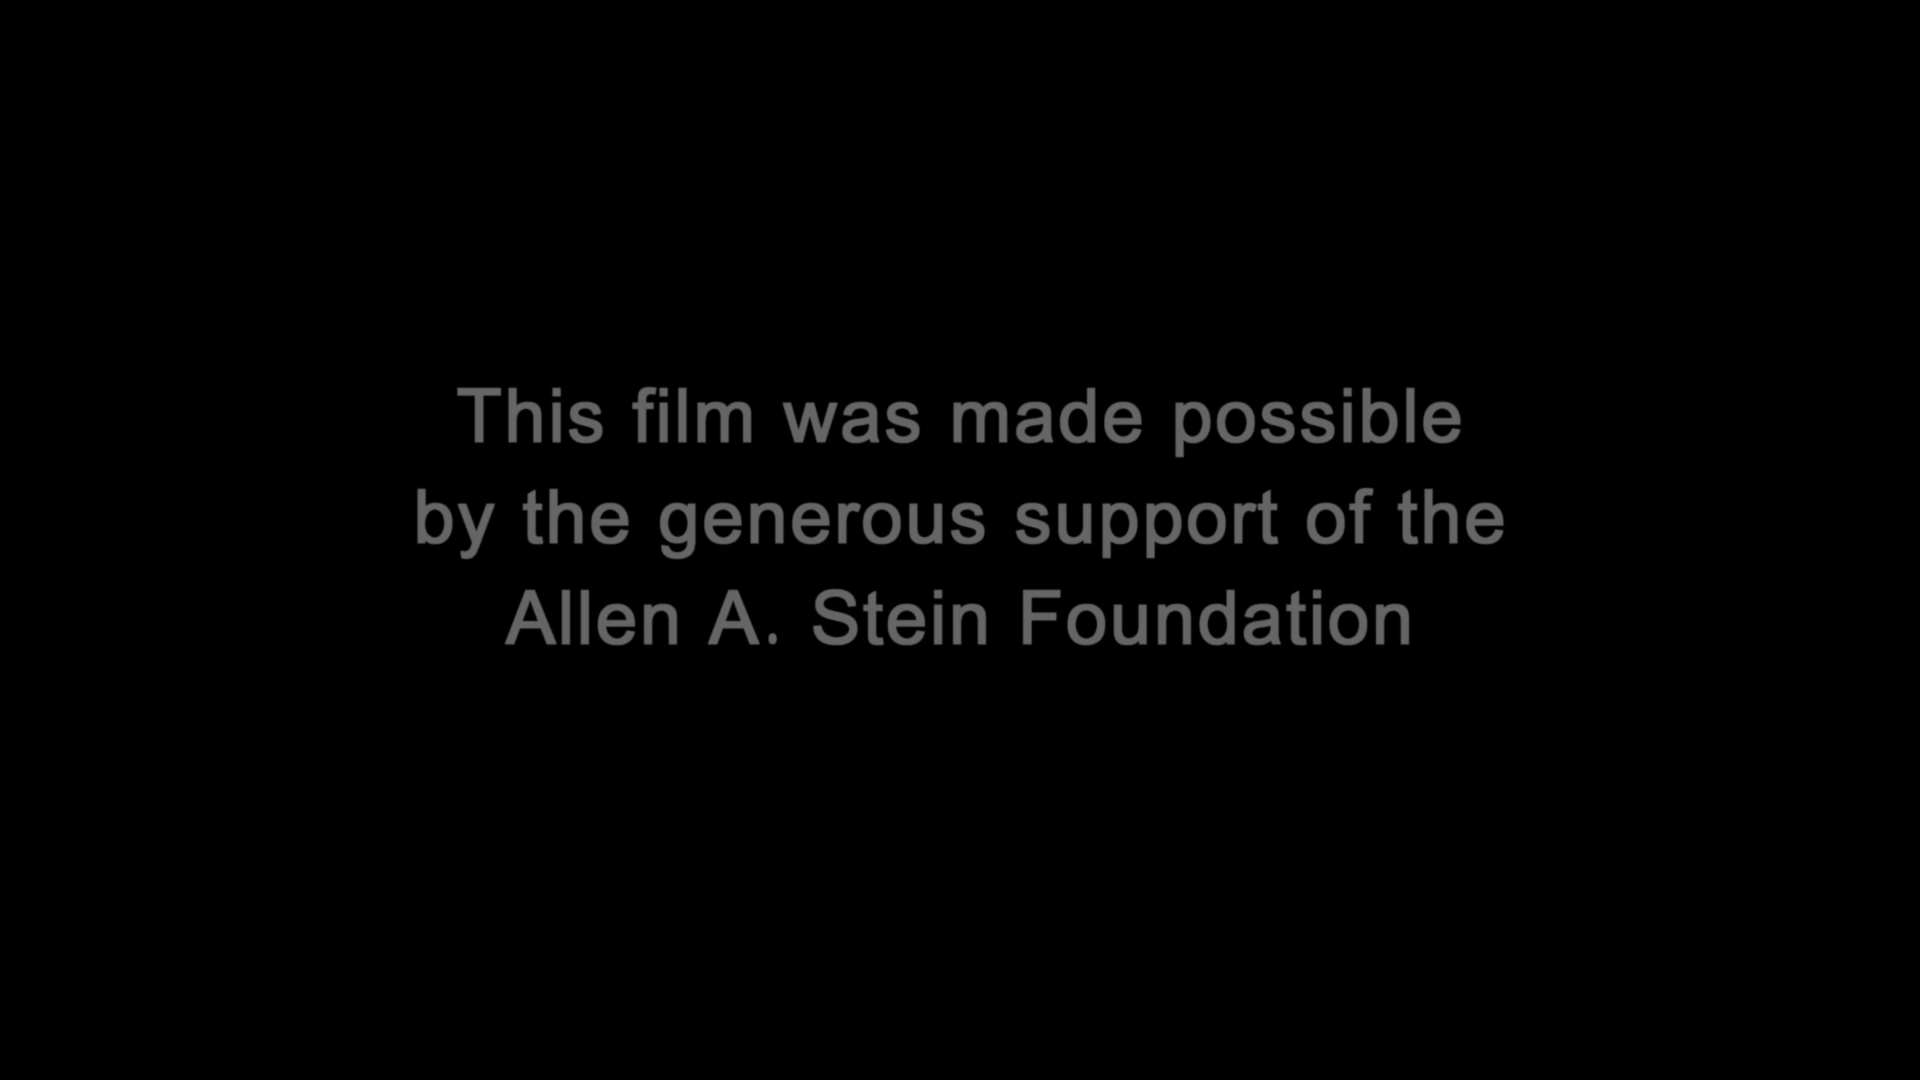 This film was made possible
by the generous support of the
Allen A. Stein Foundation